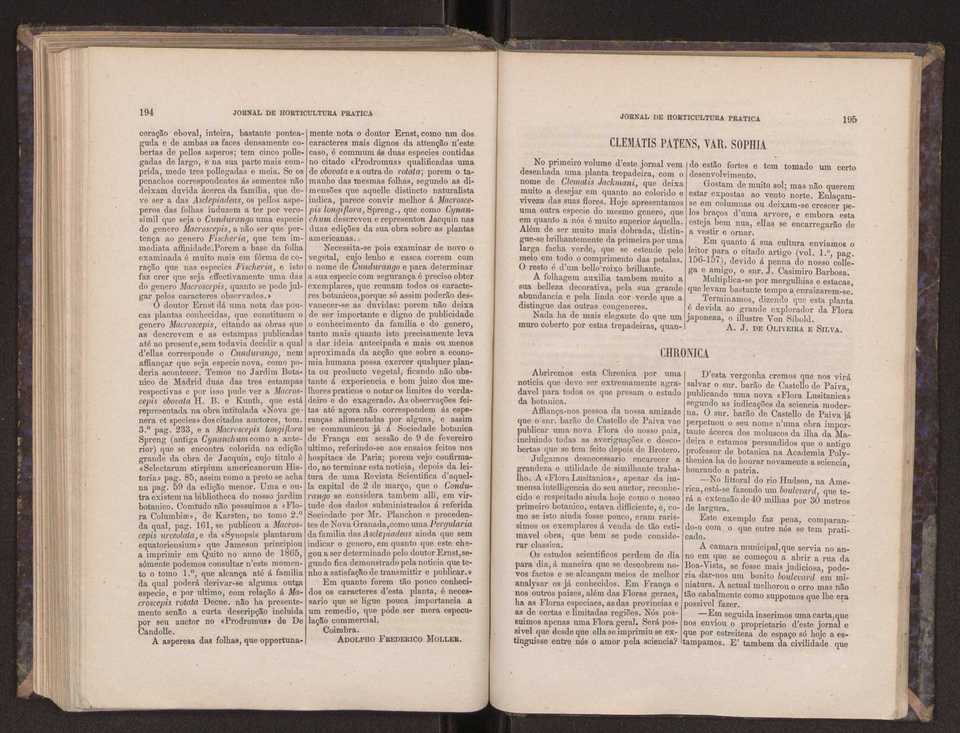 194
JORNAL DE HORTICULTURA PRATICA
coração eboval, inteira, bastante pontea-
guda e de ambas as faces densamente co-
bertas de pellos asperos; tem cinco polle-
gadas de largo, e na sua parte mais com-
prida, mede tres pollegadas e meia. Se os
penachos correspondentes ás sementes não
deixam duvida ácerca da familia, que de-
ve ser a das Asclepiadeas, os pellos aspe-
peros das folhas induzem a ter por vero-
simil que seja o Cundurango uma especie
do genero Macroscepis, a não ser que per-
tença ao genero Fischeria, que tem im-
mediata affinidade. Porem a base da folha
examinada é muito mais em fórma de co-
ração que nas especies Fischeria, e isto
faz crer que seja effectivamente uma das
do genero Macroscepis, quanto se pode jul-
gar pelos caracteres observados.»
O doutor Ernst dá uma nota das pou-
cas plantas conhecidas, que constituem o
genero Macroscepis, citando as obras que
as descrevem e as estampas publicadas
até ao presente, sem todavia decidir a qual
d'ellas corresponde o Cundurango, nem
affiançar que seja especie nova, como po-
deria acontecer. Temos no Jardim Bota-
nico de Madrid duas das tres estampas
respectivas e por isso pude ver a Macros-
cepis obovata H. B. e Kunth, que está
representada na obra intitulada «Nova ge-
nera et species» dos citados auctores, tom.
3.º pag. 233, e a Macroscepis longiflora
Spreng (antiga Cynanchum como a ante-
rior) que se encontra colorida na edição
grande da obra de Jacquin, cujo titulo é
«Selectarum stirpium americanorum His-
toria» pag. 85, assim como a preto se acha
na pag. 59 da edição menor. Uma e ou-
tra existem na bibliotheca do nosso jardim
botanico. Comtudo não possuimos a «Flo-
ra Columbiæ», de Karsten, no tomo 2.º
da qual, pag. 161, se publicou a Macros-
cepis urceolata, e da «Synopsis plantarum
equatoriensium» que Jameson principiou
a imprimir em Quito no anno de 1865,
sómente podemos consultar n'este momen-
to o tomo 1.º, que alcança até á familia
da qual poderá derivar-se alguma outra
especie, e por ultimo, com relação á Ma-
croscepis rotata Decne. não ha presente-
mente senão a curta descripção incluida
por seu auctor no «Prodromus» de De
Candolle.
A asperesa das folhas, que opportuna-
mente nota o doutor Ernst, como um dos
caracteres mais dignos da attenção n'este
caso, é commum ás duas especies contidas
no citado «Prodromus» qualificadas uma
de obovata e a outra de rotata; porem o ta-
manho das mesmas folhas, segundo as di-
mensões que aquelle distincto naturalista
indica, parece convir melhor á Macrosce-
pis longiflora, Spreng., que como Cynan-
chum descreveu e representou Jacquin nas
duas edições da sua obra sobre as plantas
americanas.
Necessita-se pois examinar de novo o
vegetal, cujo lenho e casca correm com
o nome de Cundurango e para determinar
a sua especie com segurança é preciso obter
exemplares, que reunam todos os caracte-
res botanicos, porque só assim poderão des-
vanecer-se as duvidas: porem não deixa
de ser importante e digno de publicidade
o conhecimento da familia e do genero,
tanto mais quanto isto precisamente leva
a dar ideia antecipada e mais ou menos
aproximada da acção que sobre a econo-
mia humana possa exercer qualquer plan-
ta ou producto vegetal, ficando não obs-
tante á experiencia e bom juizo dos me-
lhores praticos o notar os limites do verda-
deiro e do exagerado. As observações fei-
tas até agora não correspondem ás espe-
ranças alimentadas por alguns, e assim
se communicou já á Sociedade botanica
de França em sessão de 9 de fevereiro
ultimo, referindo-se aos ensaios feitos nos
hospitaes de Paris; porem vejo confirma-
do, ao terminar esta noticia, depois da lei-
tura de uma Revista Scientifica d'aquel-
la capital de 2 de março, que o Condu-
rango se considera tambem alli, em vir-
tude dos dados subministrados á referida
Sociedade por Mr. Planchon e proceden-
tes de Nova Granada, como uma Pergularia
da familia das Asclepiadeas ainda que sem
indicar o genero, em quanto que este che-
gou a ser determinado pelo doutor Ernst, se-
gundo fica demonstrado pela noticia que te-
nho a satisfação de transmittir e publicar.»
Em quanto forem tão pouco conheci-
dos os caracteres d'esta planta, é neces-
sario que se ligue pouca importancia a
um remedio, que póde ser mera especu-
lação commercial.
Coimbra.
ADOLPHO FREDERICO MOLLER.
JORNAL DE HORTICULTURA PRATICA
195
CLEMATIS PATENS, VAR. SOPHIA
No primeiro volume d'este jornal vem
desenhada uma planta trepadeira, com o
nome de Clematis Jackmani, que deixa
muito a desejar em quanto ao colorido e
viveza das suas flores. Hoje apresentamos
uma outra especie do mesmo genero, que
em quanto a nós é muito superior áquella.
Além de ser muito mais dobrada, distin-
gue-se brilhantemente da primeira por uma
larga facha verde, que se estende pelo
meio em todo o comprimento das petalas.
O resto é d'um bello roixo brilhante.
A folhagem auxilia tambem muito a
sua belleza decorativa, pela sua grande
abundancia e pela linda cor verde que a
distingue das outras congeneres.
Nada ha de mais elegante do que um
muro coberto por estas trepadeiras, quan-
do estão fortes e tem tomado um certo
desenvolvimento.
Gostam de muito sol; mas não querem
estar expostas ao vento norte. Enlaçam-
se em columnas ou deixam-se crescer pe-
los braços d'uma arvore, e embora esta
esteja bem nua, ellas se encarregarão de
a vestir e ornar.
Em quanto á sua cultura enviamos o
leitor para o citado artigo (vol. 1.º, pag.
156-157), devido á penna do nosso colle-
ga e amigo, o snr. J. Casimiro Barbosa.
Multiplica-se por mergulhias e estacas,
que levam bastante tempo a enraizarem-se.
Terminamos, dizendo que esta planta
é devida ao grande explorador da Flora
japoneza, o illustre Von Sibold.
A. J. DE OLIVEIRA E SILVA.
CHRONICA
Abriremos esta Chronica por uma
noticia que deve ser extremamente agra-
davel para todos os que presam o estudo
da botanica.
Affiança-nos pessoa da nossa amizade
que o snr. barão de Castello de Paiva vae
publicar uma nova Flora do nosso paiz,
incluindo todas as averiguações e desco-
bertas que se tem feito depois de Brotero.
Julgamos desnecessario encarecer a
grandeza e utilidade de similhante traba-
lho. A «Flora Lusitanica», apezar da im-
mensa intelligencia do seu auctor, reconhe-
cido e respeitado ainda hoje como o nosso
primeiro botanico, estava difficiente, e, co-
mo se isto ainda fosse pouco, eram raris-
simos os exemplares á venda de tão esti-
mavel obra, que bem se pode conside-
rar classica.
Os estudos scientificos perdem de dia
para dia, á maneira que se descobrem no-
vos factos e se alcançam meios de melhor
analysar os já conhecidos. Em França e
nos outros paizes, além das Floras geraes,
ha as Floras especiaes, as das provincias e
as de certas e limitadas regiões. Nós pos-
suimos apenas uma Flora geral. Será pos-
sivel que desde que ella se imprimiu se ex-
tinguisse entre nós o amor pela sciencia?
D'esta vergonha cremos que nos virá
salvar o snr. barão de Castello de Paiva,
publicando uma nova «Flora Lusitanica»
segundo as indicações da sciencia moder-
na. O snr. barão de Castello de Paiva já
perpetuou o seu nome n'uma obra impor-
tante ácerca dos moluscos da ilha da Ma-
deira e estamos persuadidos que o antigo
professor de botanica na Academia Poly-
thenica ha de hourar novamente a sciencia,
honrando a patria.
—No littoral do rio Hudson, na Ame-
rica, está-se fazendo um boulevard, que te-
rá a extensão de 40 milhas por 30 metros
de largura.
Este exemplo faz pena, comparan-
do-o com o que entre nós se tem prati-
cado.
A camara municipal, que servia no an-
no em que se começou a abrir a rua da
Boa-Vista, se fosse mais judiciosa, pode-
ria dar-nos um bonito boulevard em mi-
niatura. A actual melhorou o erro mas não
tão cabalmente como suppomos que lhe era
possivel fazer.
—Em seguida inserimos uma carta, que
nos enviou o proprietario d'este jornal e
que por estreiteza de espaço só hoje a es-
tampamos. E' tambem da civilidade que